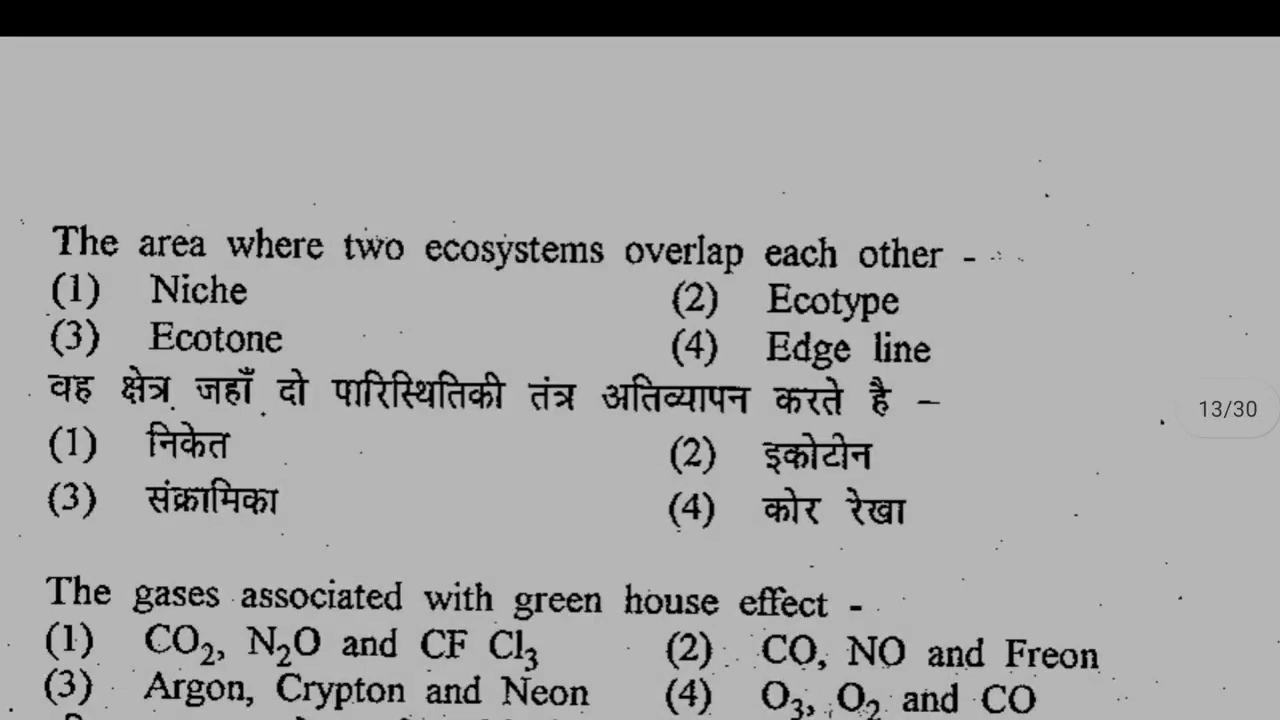 The area where two ecosystems overlap each other -
(1) Niche (2) Ecotype
(3) Ecotone (4) Edge line
वह क्षेत्र जहाँ दो पारिस्थितिकी तंत्र अतिव्यापन करते है –
13/30
(1) निकेत (2) इकोटोन
(3) संक्रामिका (4) कोर रेखा
The gases associated with green house effect -
(1) CO₂, N₂O and CF Cl₃ (2) CO, NO and Freon
(3) Argon, Crypton and Neon (4) O₃, O₂ and CO